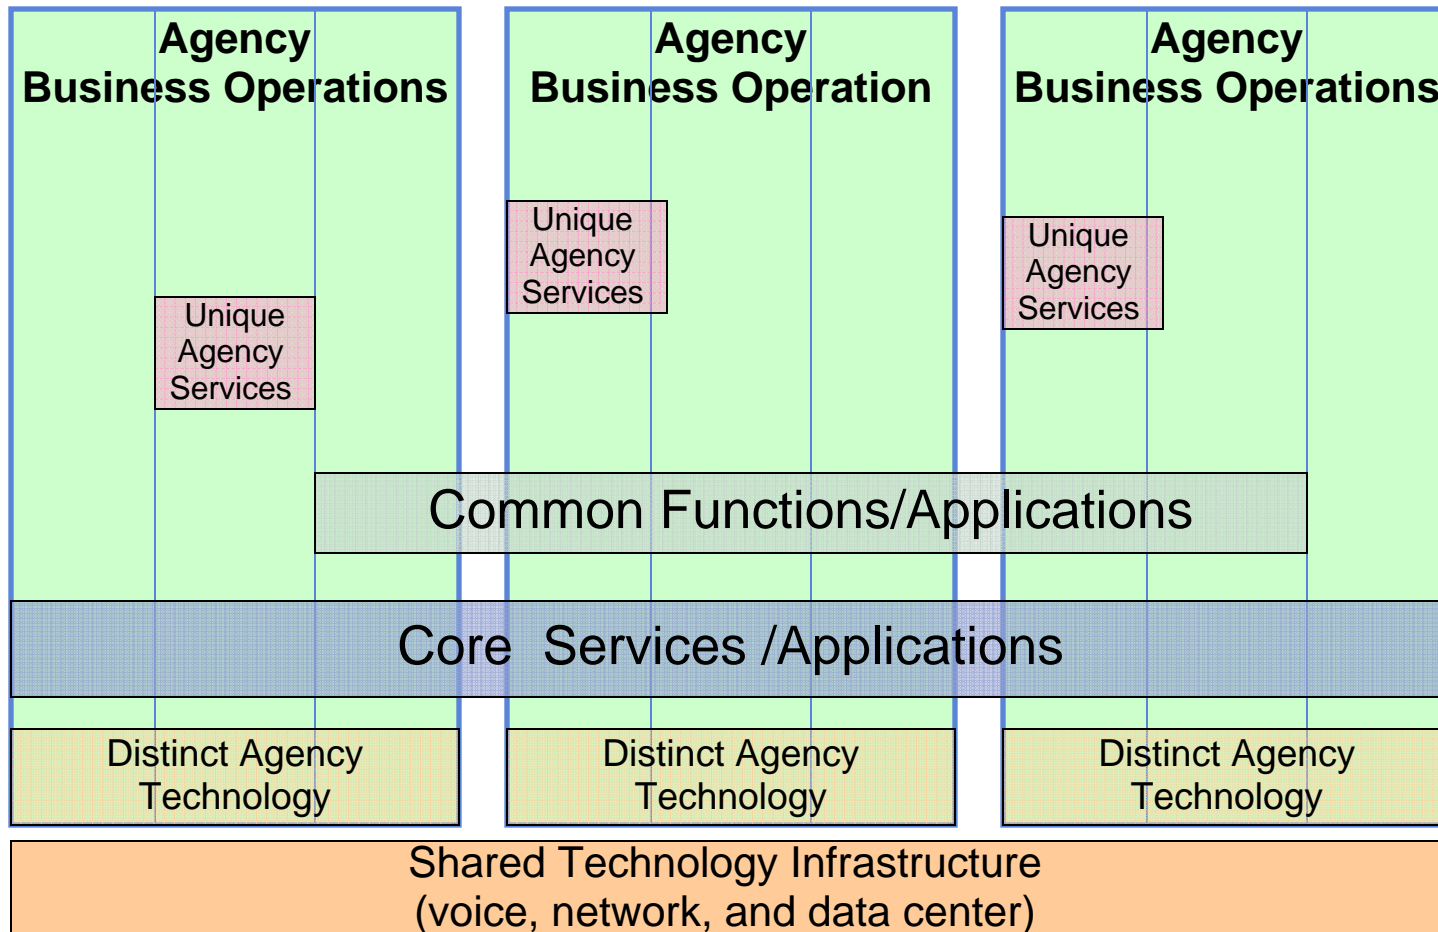 Agency
Business Operations
Agency
Business Operation
Agency
Business Operations
Unique
Agency
Services
Unique
Agency
Services
Unique
Agency
Services
Common Functions/Applications
Core  Services /Applications
Distinct Agency
Technology
Distinct Agency
Technology
Distinct Agency
Technology
Shared Technology Infrastructure
(voice, network, and data center)